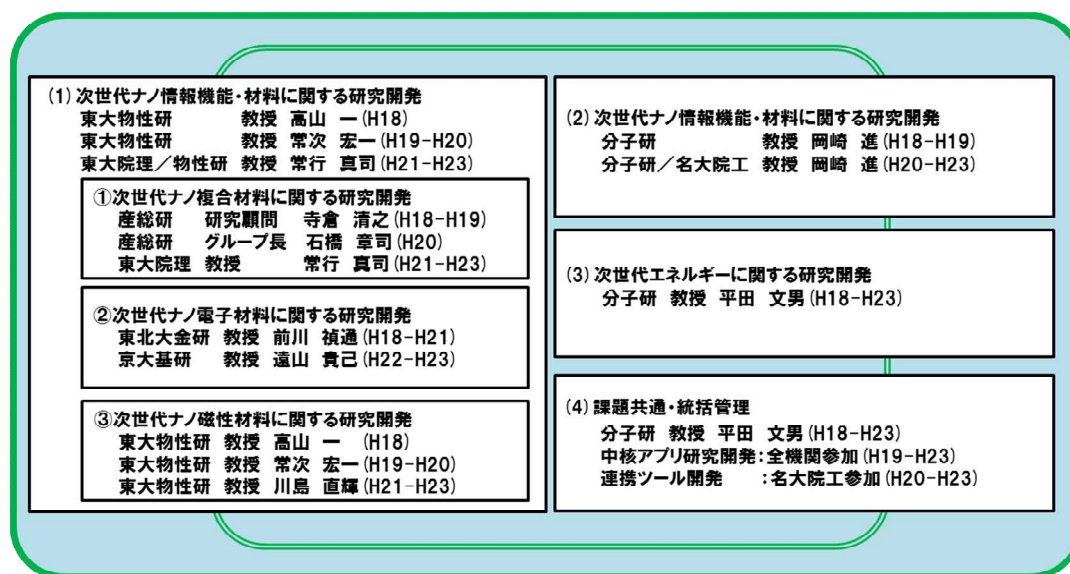 (1)次世代ナノ情報機能・材料に関する研究開発
東大物性研 教授 高山 一(H18)
東大物性研 教授 常次 宏一(H19-H20)
東大院理/物性研 教授 常行 真司(H21-H23)
①次世代ナノ複合材料に関する研究開発
産総研 研究顧問 寺倉 清之(H18-H19)
産総研 グループ長 石橋 章司(H20)
東大院理 教授 常行 真司(H21-H23)
②次世代ナノ電子材料に関する研究開発
東北大金研 教授 前川 禎通(H18-H21)
京大基研 教授 遠山 貴己(H22-H23)
③次世代ナノ磁性材料に関する研究開発
東大物性研 教授 高山 一 (H18)
東大物性研 教授 常次 宏一(H19-H20)
東大物性研 教授 川島 直輝(H21-H23)
(2)次世代ナノ情報機能・材料に関する研究開発
分子研 教授 岡崎 進(H18-H19)
分子研/名大院工 教授 岡崎 進(H20-H23)
(3)次世代エネルギーに関する研究開発
分子研 教授 平田 文男(H18-H23)
(4)課題共通・統括管理
分子研 教授 平田 文男(H18-H23)
中核アプリ研究開発:全機関参加(H19-H23)
連携ツール開発 :名大院工参加(H20-H23)